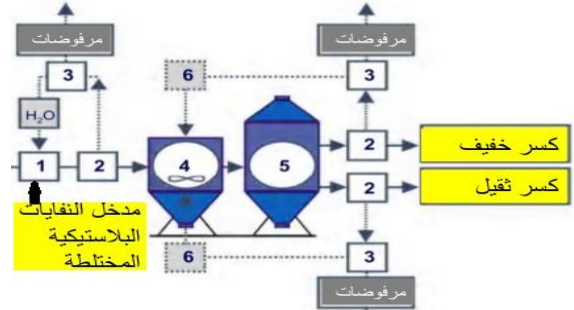 مرفوضات
مرفوضات
3
6
3
H₂O
1
2
4
5
2
كسر خفيف
2
كسر ثقيل
مدخل النفايات
البلاستيكية
المختلطة
6
3
مرفوضات